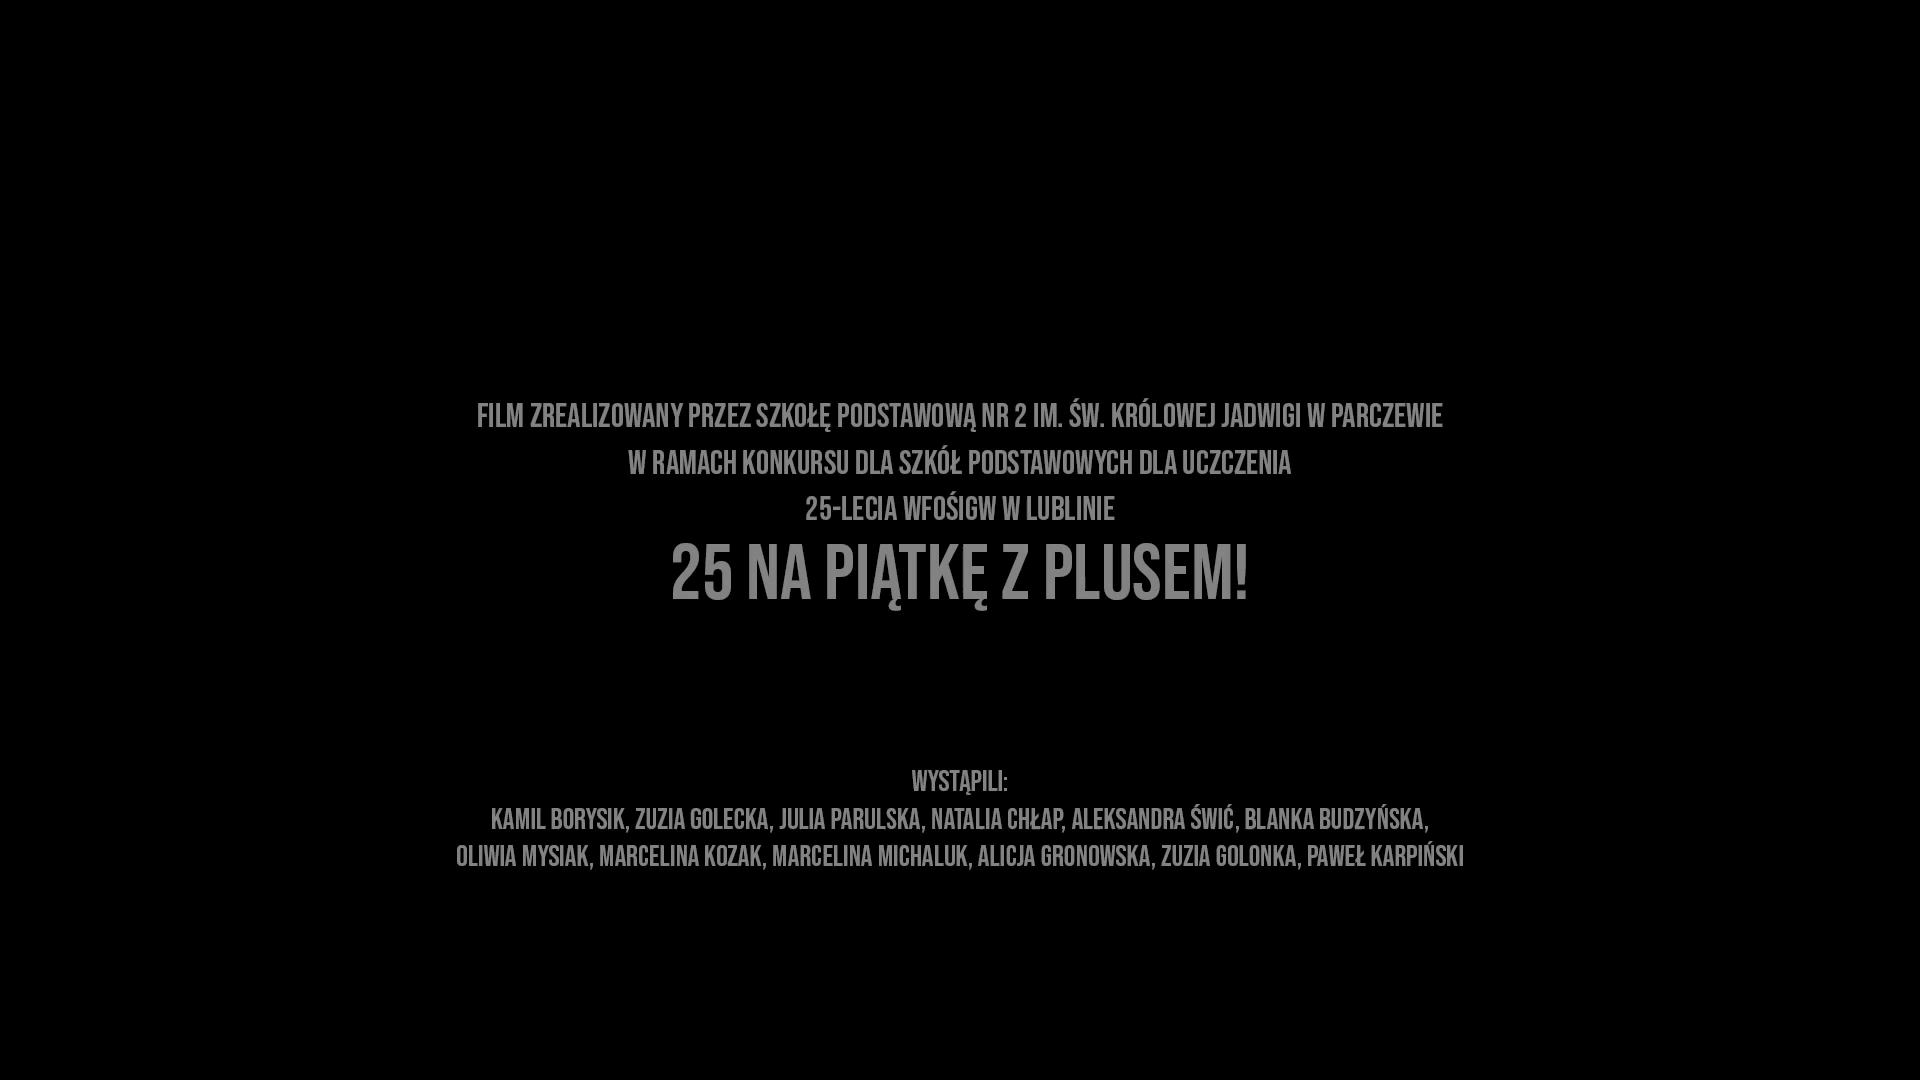 FILM ZREALIZOWANY PRZEZ SZKOŁĘ PODSTAWOWĄ NR 2 IM. ŚW. KRÓLOWEJ JADWIGI W PARCZEWIE
W RAMACH KONKURSU DLA SZKÓŁ PODSTAWOWYCH DLA UCZCZENIA
25-LECIA WFOŚIGW W LUBLINIE
25 NA PIĄTKĘ Z PLUSEM!
WYSTĄPILI:
KAMIL BORYSIK, ZUZIA GOLECKA, JULIA PARULSKA, NATALIA CHŁAP, ALEKSANDRA ŚWIĆ, BLANKA BUDZYŃSKA,
OLIWIA MYSIAK, MARCELINA KOZAK, MARCELINA MICHALUK, ALICJA GRONOWSKA, ZUZIA GOLONKA, PAWEŁ KARPIŃSKI